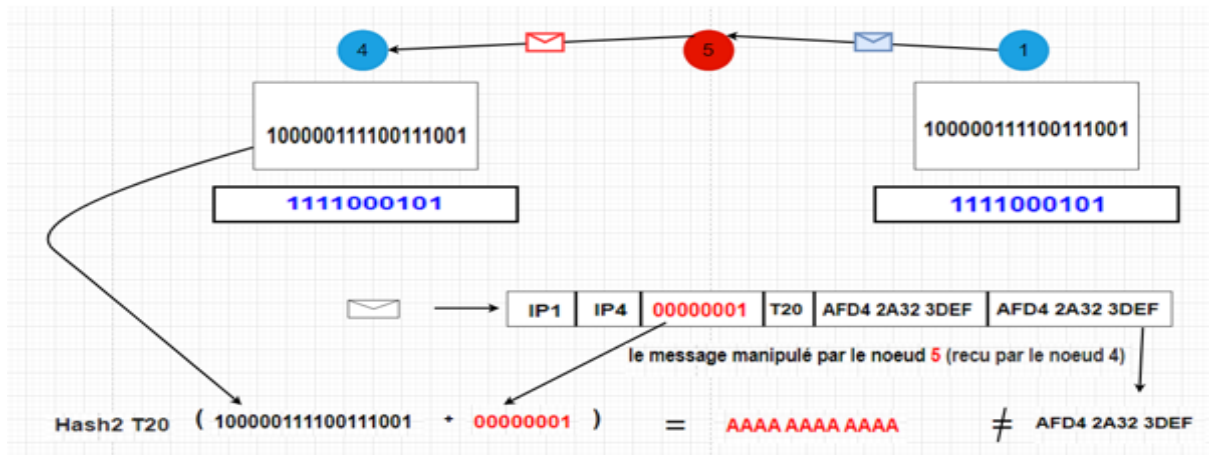 4 5 1
100000111100111001 100000111100111001
1111000101 1111000101
IP1 IP4 00000001 T20 AFD4 2A32 3DEF AFD4 2A32 3DEF
le message manipulé par le noeud 5 (recu par le noeud 4)
Hash2 T20 ( 100000111100111001 + 00000001 ) = AAAA AAAA AAAA ≠ AFD4 2A32 3DEF